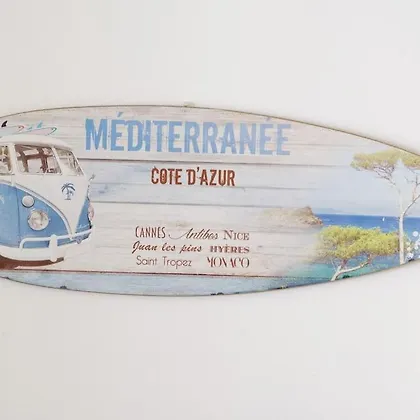 MÉDITERRANÉE
COTE D'AZUR
CANNES Antibes NICE
Juan les pins HYÈRES
Saint Tropez MONACO